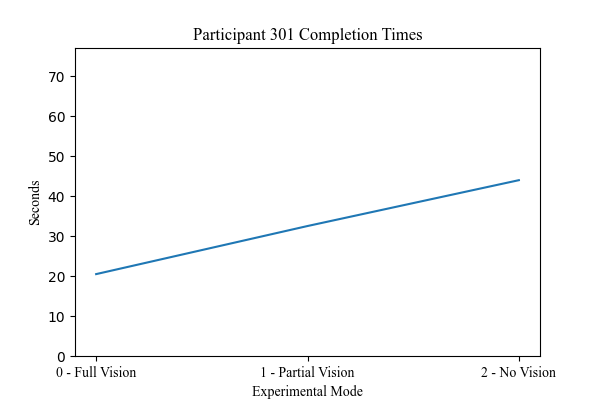 Participant 301 Completion Times
70
60
50
40
30
20
10
0
Seconds
0 - Full Vision
1 - Partial Vision
2 - No Vision
Experimental Mode